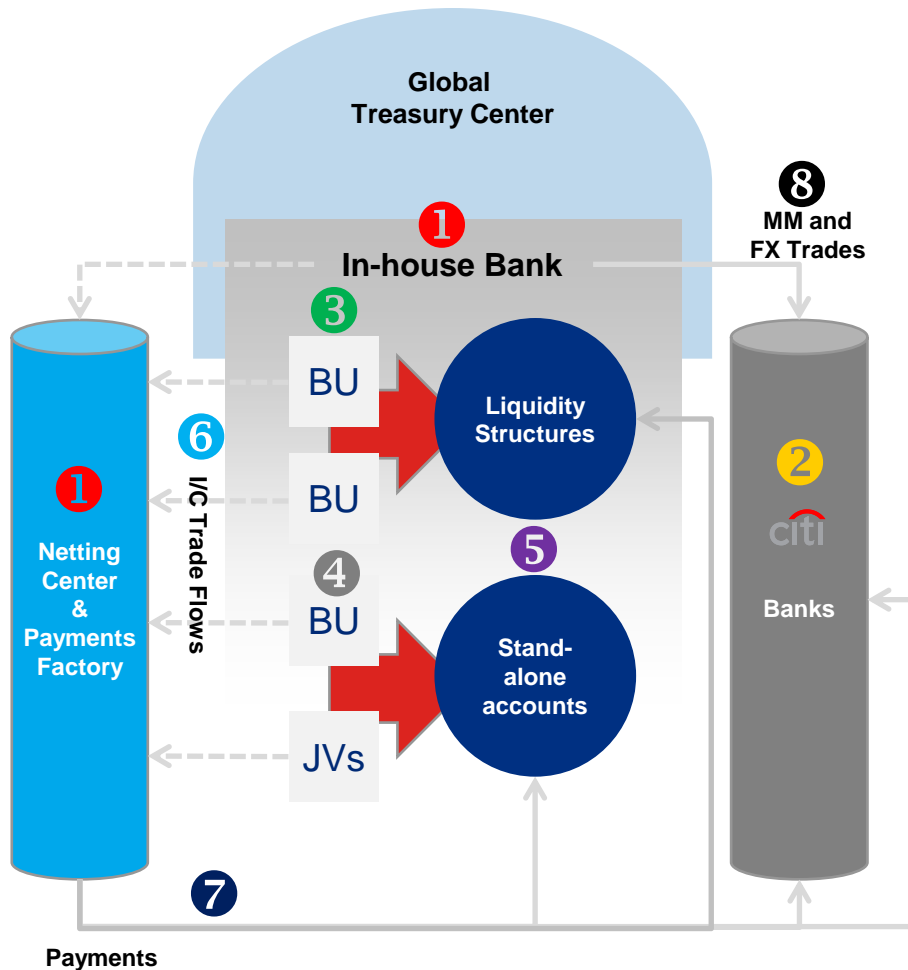 Global
Treasury Center
8
MM and
FX Trades
1
In-house Bank
3
BU
Liquidity
Structures
6
I/C Trade Flows
BU
1
Netting
Center
&
Payments
Factory
2
citi
Banks
4
BU
5
Stand-
alone
accounts
JVs
7
Payments